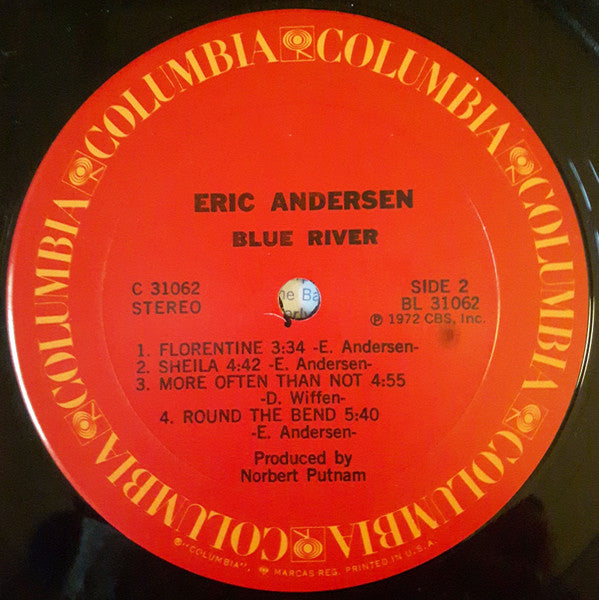 COLUMBIA COLUMBIA COLUMBIA COLUMBIA COLUMBIA COLUMBIA
ERIC ANDERSEN
BLUE RIVER
C 31062
STEREO
SIDE 2
BL 31062
℗ 1972 CBS, Inc.
1. FLORENTINE 3:34 -E. Andersen-
2. SHEILA 4:42 -E. Andersen-
3. MORE OFTEN THAN NOT 4:55
-D. Wiffen-
4. ROUND THE BEND 5:40
-E. Andersen-
Produced by
Norbert Putnam
"COLUMBIA", MARCAS REG. PRINTED IN U.S.A.